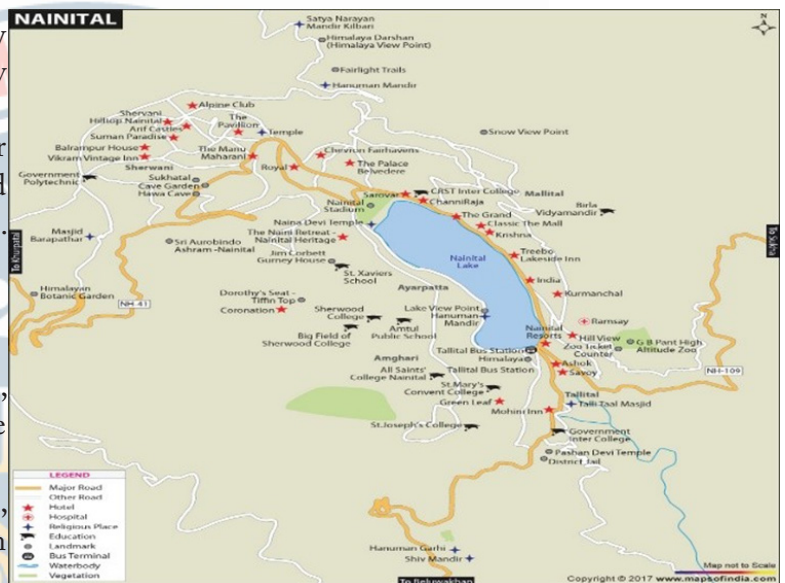 NAINITAL
N
Satya Narayan
Mandir Kilbari
Himalaya Darshan
(Himalaya View Point)
Fairlight Trails
Hanuman Mandir
Alpine Club
Shervani
Hilltop Nainital
The
Pavillion
Arif Castles
Temple
Suman Paradise
Snow View Point
Balrampur House
The Manu
Maharani
Chevron Fairhavens
Vikram Vintage Inn
Sherwani
Royal
The Palace
Belvedere
Government
Polytechnic
Sukhatal
Cave Garden
Hawa Cave
Sarovar
CRST Inter College
Mallital
ChanniRaja
Nainital
Stadium
Birla
Vidyamandir
The Grand
Naina Devi Temple
Classic The Mall
Krishna
Masjid
Barapathar
The Naini Retreat -
Nainital Heritage
Sri Aurobindo
Ashram -Nainital
To Khurpatal
Jim Corbett
Gurney House
Treebo
Lakeside Inn
Nainital
Lake
St. Xaviers
School
India
Ayarpatta
Himalayan
Botanic Garden
Dorothy's Seat -
Tiffin Top
Kurmanchal
NH-41
Coronation
Sherwood
College
Lake View Point
Hanuman
Mandir
Amtul
Public School
Ramsay
Big Field of
Sherwood College
Nainital
Resorts
Hill View
Zoo Ticket
Counter
G B Pant High
Altitude Zoo
Tallital Bus Station
Himalaya
Amghari
Ashok
All Saints'
College Nainital
Tallital Bus Station
Savoy
NH-109
St.Mary's
Convent College
Tallital
Green Leaf
Talli Taal Masjid
Mohini Inn
St.Joseph's College
Government
Inter College
Pashan Devi Temple
District Jail
LEGEND
Major Road
Other Road
Hotel
Hospital
Religious Place
Education
Landmark
Bus Terminal
Waterbody
Vegetation
Hanuman Garhi
Shiv Mandir
Map not to Scale
To Beluwakhan
Copyright © 2017 www.mapsofindia.com